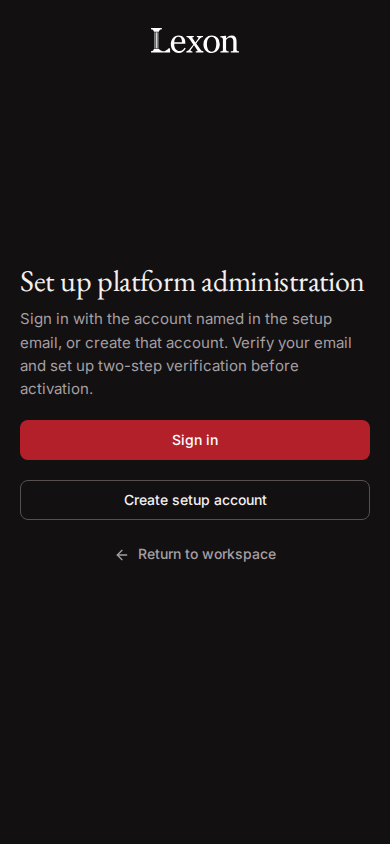 Lexon
Set up platform administration
Sign in with the account named in the setup
email, or create that account. Verify your email
and set up two-step verification before
activation.
Sign in
Create setup account
← Return to workspace